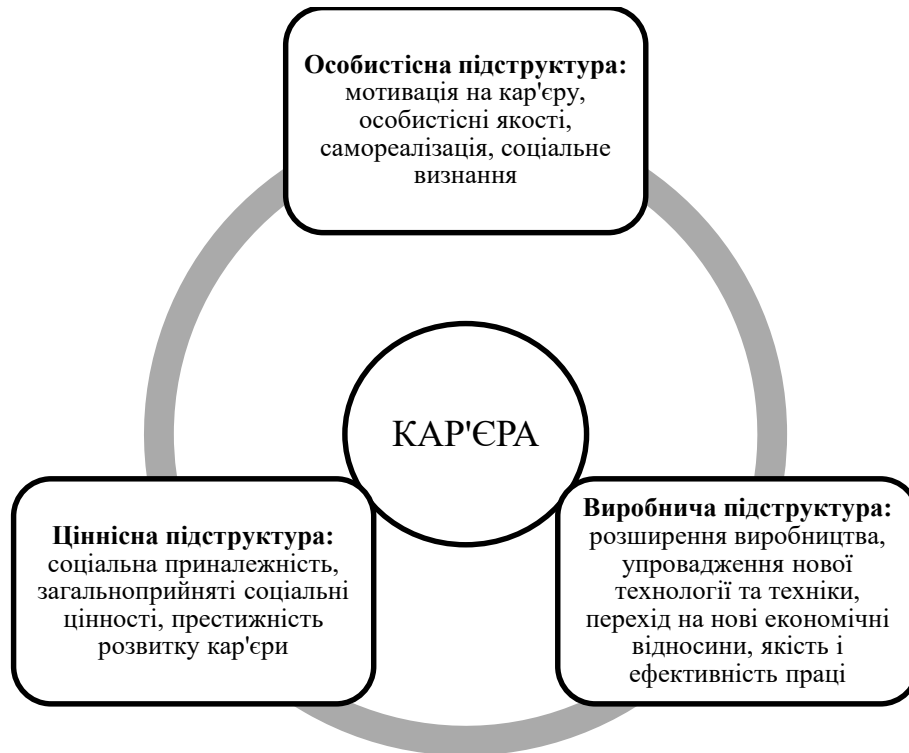 Особистісна підструктура:
мотивація на кар'єру,
особистісні якості,
самореалізація, соціальне
визнання
КАР'ЄРА
Ціннісна підструктура:
соціальна приналежність,
загальноприйняті соціальні
цінності, престижність
розвитку кар'єри
Виробнича підструктура:
розширення виробництва,
упровадження нової
технології та техніки,
перехід на нові економічні
відносини, якість і
ефективність праці